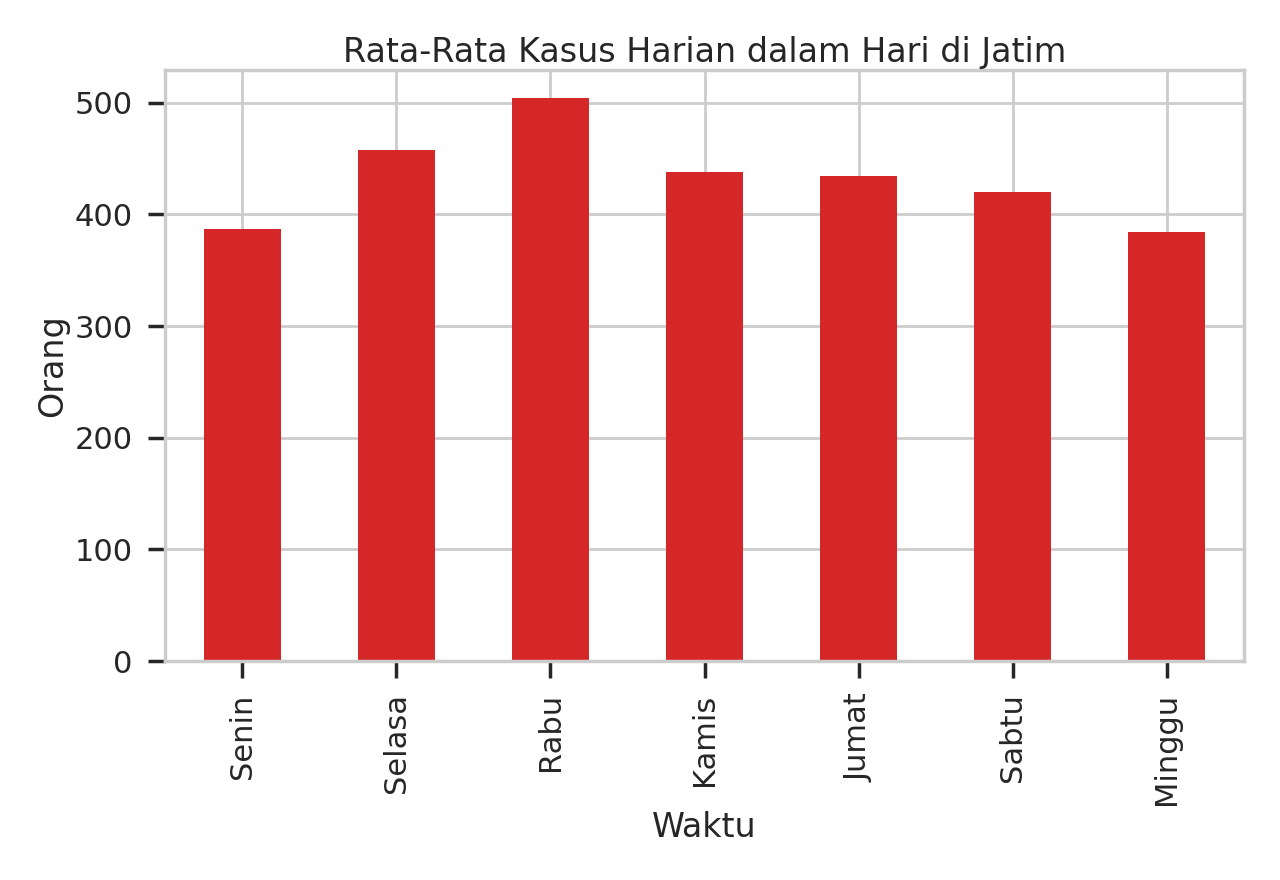 Rata-Rata Kasus Harian dalam Hari di Jatim
Orang
500
400
300
200
100
0
Senin
Selasa
Rabu
Kamis
Jumat
Sabtu
Minggu
Waktu